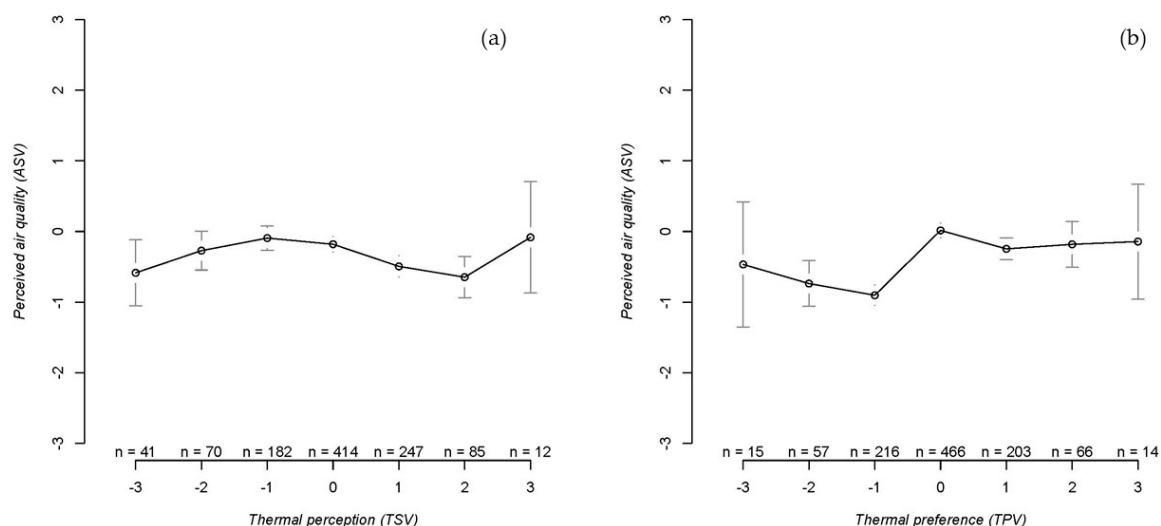 (a)
3
2
1
0
-1
-2
-3
Perceived air quality (ASV)
n = 41 n = 70 n = 182 n = 414 n = 247 n = 85 n = 12
-3 -2 -1 0 1 2 3
Thermal perception (TSV)
(b)
3
2
1
0
-1
-2
-3
Perceived air quality (ASV)
n = 15 n = 57 n = 216 n = 466 n = 203 n = 66 n = 14
-3 -2 -1 0 1 2 3
Thermal preference (TPV)